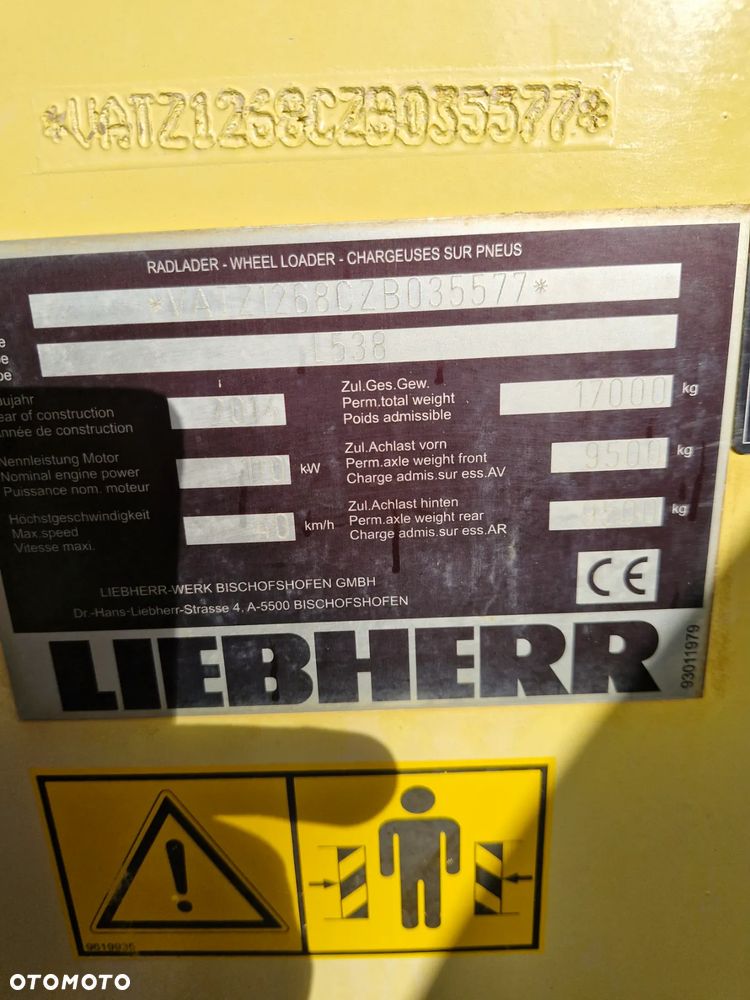 *VATZ1268CZB035577*
RADLADER - WHEEL LOADER - CHARGEUSES SUR PNEUS
*VATZ1268CZB035577*
L538
Zul.Ges.Gew.
Perm.total weight
Poids admissible
17000 kg
of construction
Année de construction
Nennleistung Motor
Nominal engine power
Puissance nom. moteur
kW
Zul.Achlast vorn
Perm.axle weight front
Charge admis.sur ess.AV
9500 kg
Höchstgeschwindigkeit
Max.speed
Vitesse maxi.
40 km/h
Zul.Achlast hinten
Perm.axle weight rear
Charge admis.sur ess.AR
kg
CE
LIEBHERR-WERK BISCHOFSHOFEN GMBH
Dr.-Hans-Liebherr-Strasse 4, A-5500 BISCHOFSHOFEN
LIEBHERR
93011979
9619935
OTOMOTO